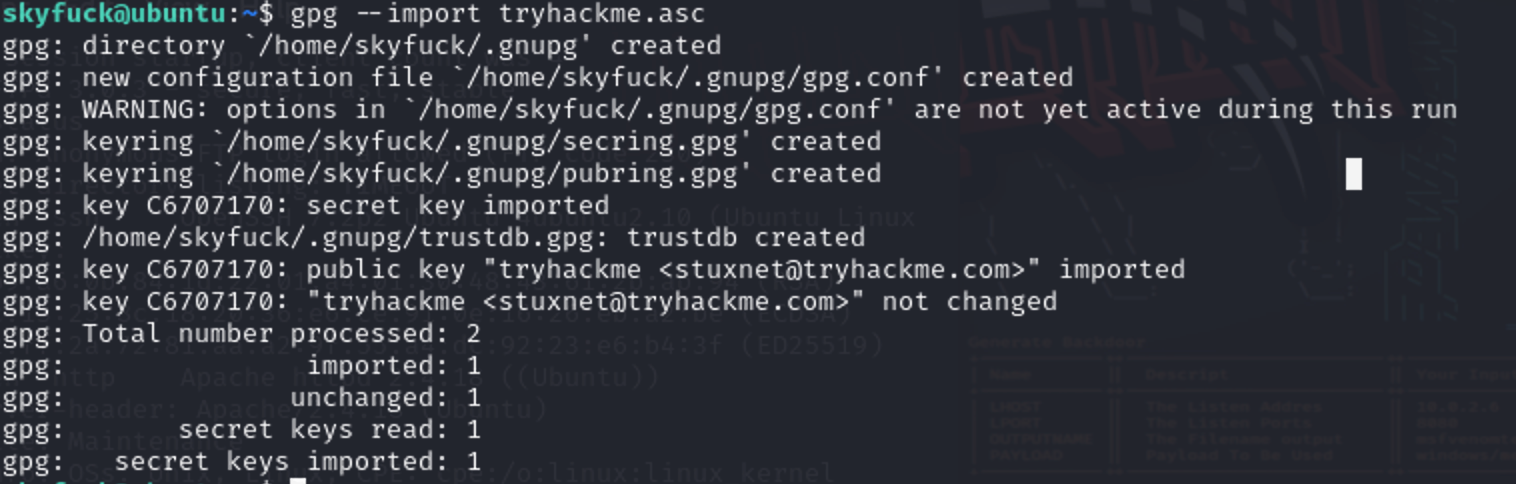 skyfuck@ubuntu:~$ gpg --import tryhackme.asc
gpg: directory `/home/skyfuck/.gnupg' created
gpg: new configuration file `/home/skyfuck/.gnupg/gpg.conf' created
gpg: WARNING: options in `/home/skyfuck/.gnupg/gpg.conf' are not yet active during this run
gpg: keyring `/home/skyfuck/.gnupg/secring.gpg' created
gpg: keyring `/home/skyfuck/.gnupg/pubring.gpg' created
gpg: key C6707170: secret key imported
gpg: /home/skyfuck/.gnupg/trustdb.gpg: trustdb created
gpg: key C6707170: public key "tryhackme <stuxnet@tryhackme.com>" imported
gpg: key C6707170: "tryhackme <stuxnet@tryhackme.com>" not changed
gpg: Total number processed: 2
gpg:               imported: 1
gpg:              unchanged: 1
gpg:       secret keys read: 1
gpg:   secret keys imported: 1